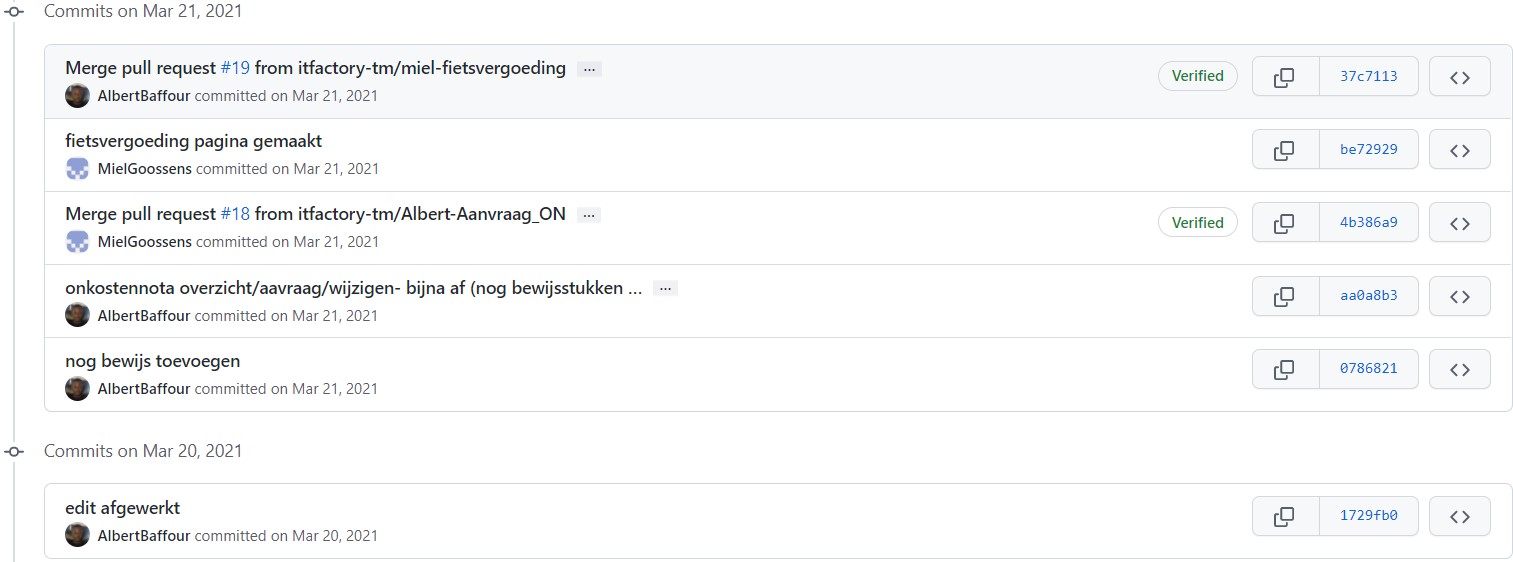 Commits on Mar 21, 2021
Merge pull request #19 from itfactory-tm/miel-fietsvergoeding ...
Verified
37c7113
AlbertBaffour committed on Mar 21, 2021
fietsvergoeding pagina gemaakt
be72929
MielGoossens committed on Mar 21, 2021
Merge pull request #18 from itfactory-tm/Albert-Aanvraag_ON ...
Verified
4b386a9
MielGoossens committed on Mar 21, 2021
onkostennota overzicht/aavraag/wijzigen- bijna af (nog bewijsstukken ... ...
aa0a8b3
AlbertBaffour committed on Mar 21, 2021
nog bewijs toevoegen
0786821
AlbertBaffour committed on Mar 21, 2021
Commits on Mar 20, 2021
edit afgewerkt
1729fb0
AlbertBaffour committed on Mar 20, 2021